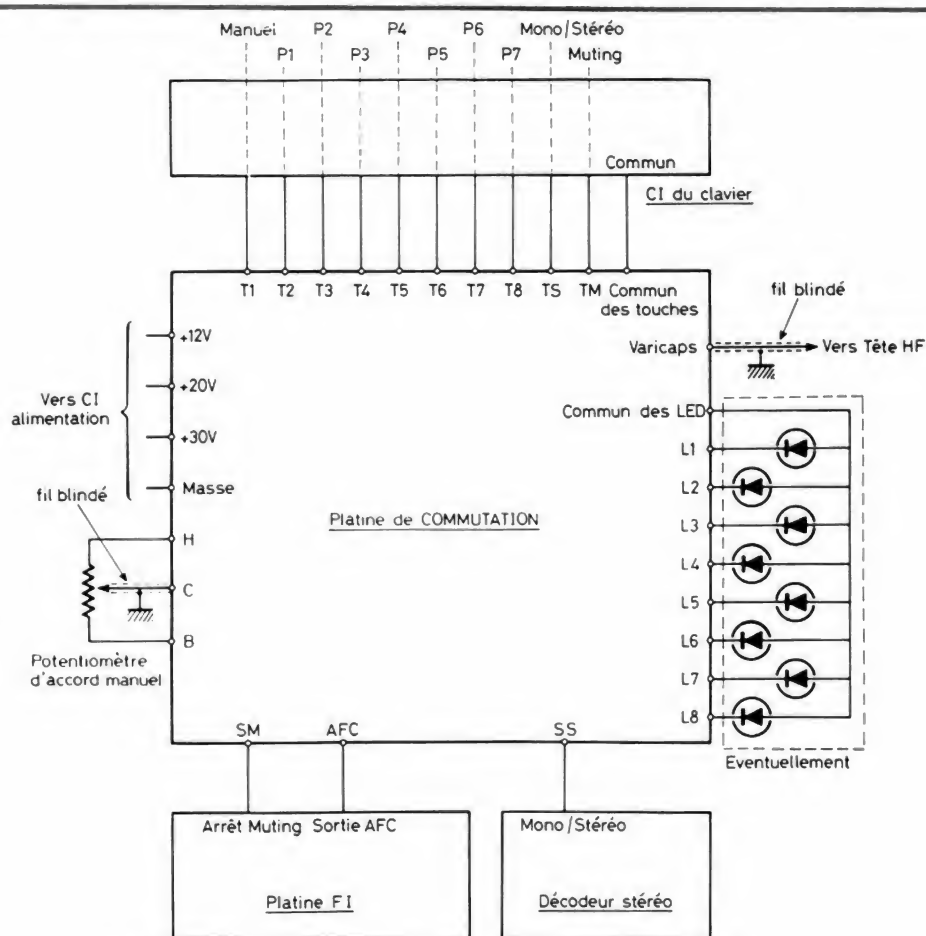 Manuel P2 P4 P6 Mono/Stéréo
P1 P3 P5 P7 Muting
Commun
CI du clavier
T1 T2 T3 T4 T5 T6 T7 T8 TS TM Commun
des touches
fil blindé
+12V
Varicaps
Vers Tête HF
+20V
Vers CI
alimentation
Commun des LED
+30V
L1
fil blindé
Masse
L2
Platine de COMMUTATION
L3
H
L4
C
L5
B
L6
Potentiomètre
d'accord manuel
L7
L8
SM AFC SS
Eventuellement
Arrêt Muting Sortie AFC
Mono/Stéréo
Platine FI
Décodeur stéréo